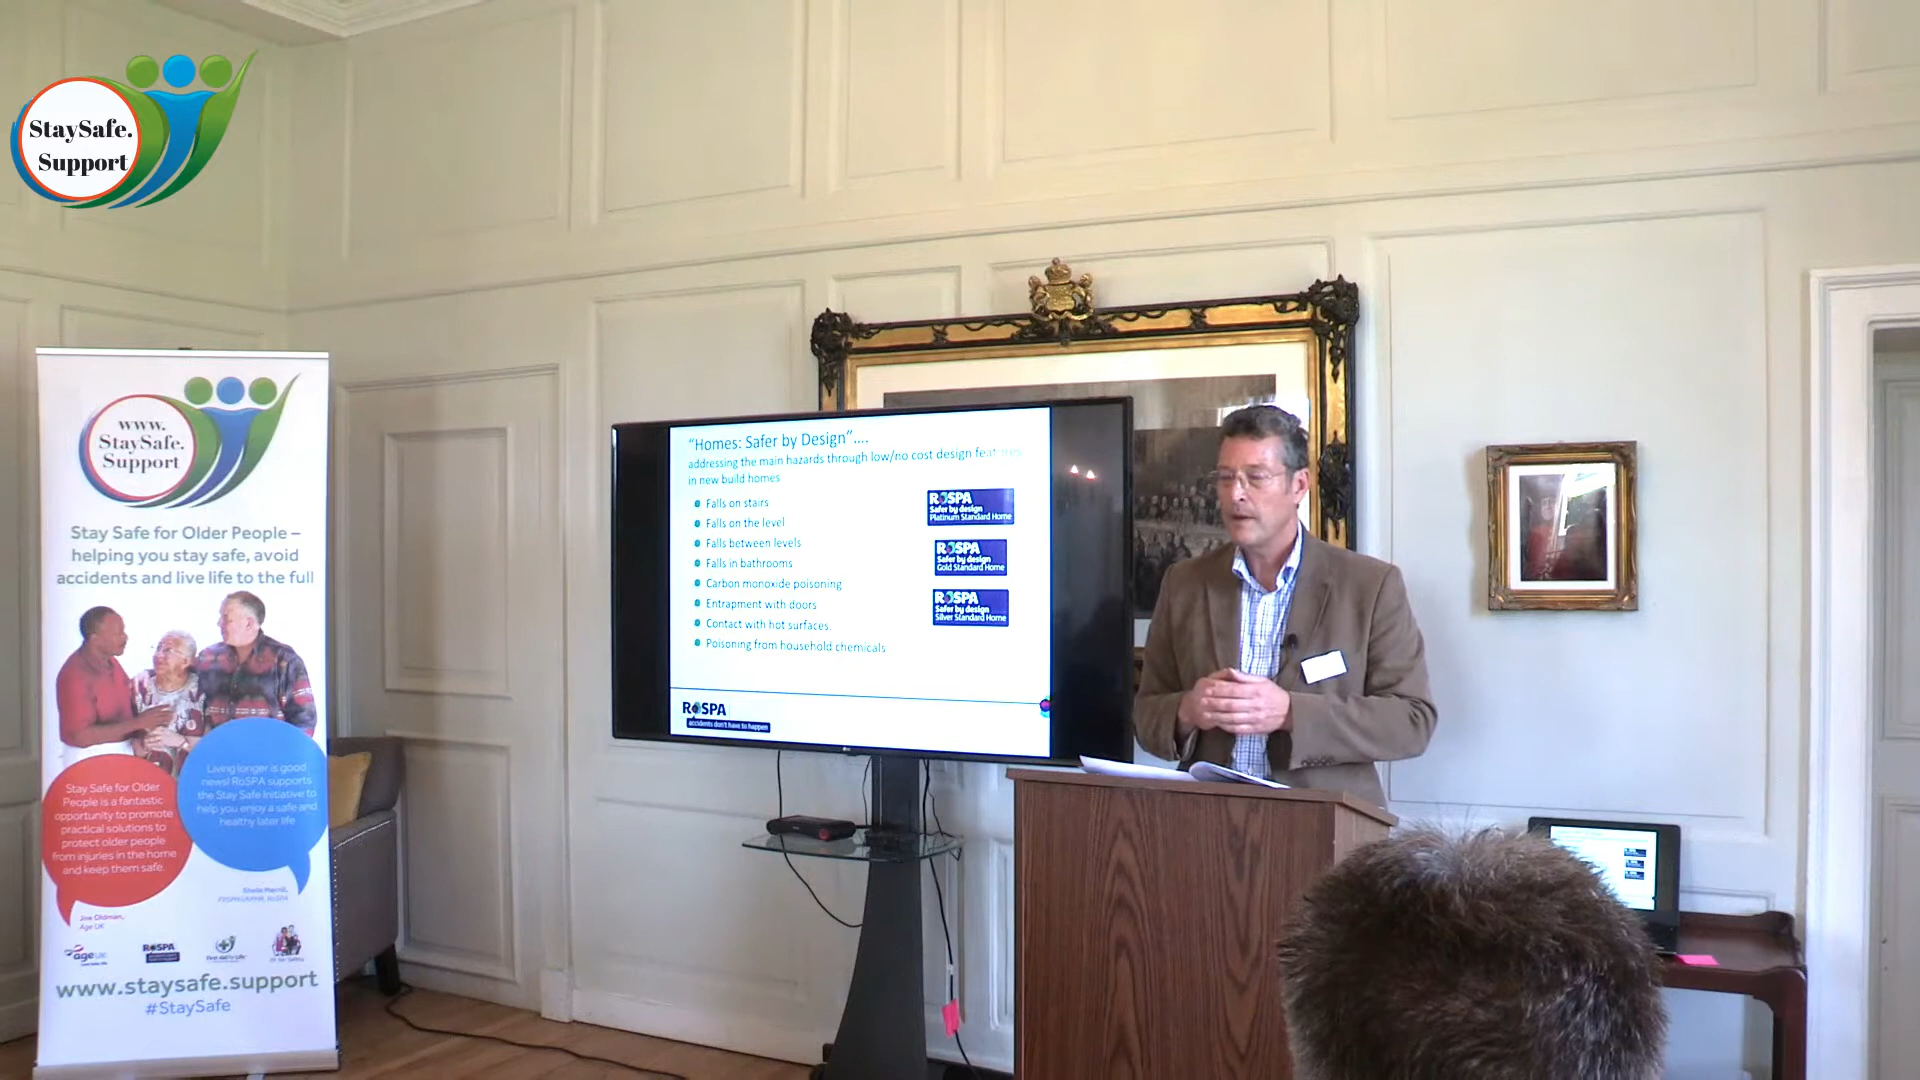 StaySafe.
Support
www.
StaySafe.
Support
Stay Safe for Older People –
helping you stay safe, avoid
accidents and live life to the full
Stay Safe for Older
People is a fantastic
opportunity to promote
practical solutions to
protect older people
from injuries in the home
and keep them safe.
Joe Oldman,
Age UK
Living longer is good
news! RoSPA supports
the Stay Safe Initiative to
help you enjoy a safe and
healthy later life
age UK
RoSPA
www.staysafe.support
#StaySafe
"Homes: Safer by Design"....
addressing the main hazards through low/no cost design features
in new build homes
Falls on stairs
Falls on the level
Falls between levels
Falls in bathrooms
Carbon monoxide poisoning
Entrapment with doors
Contact with hot surfaces.
Poisoning from household chemicals
RoSPA
Safer by design
Platinum Standard Home
RoSPA
Safer by design
Gold Standard Home
RoSPA
Safer by design
Silver Standard Home
RoSPA
accidents don't have to happen